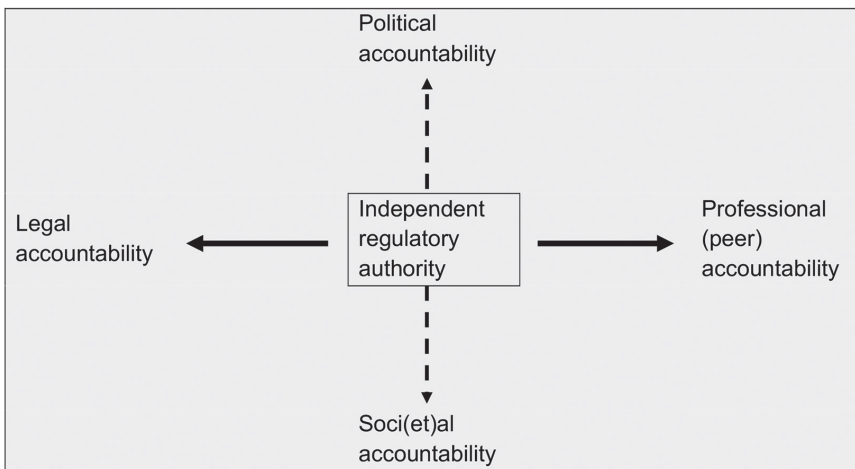 Political
accountability
Legal
accountability
Independent
regulatory
authority
Professional
(peer)
accountability
Soci(et)al
accountability